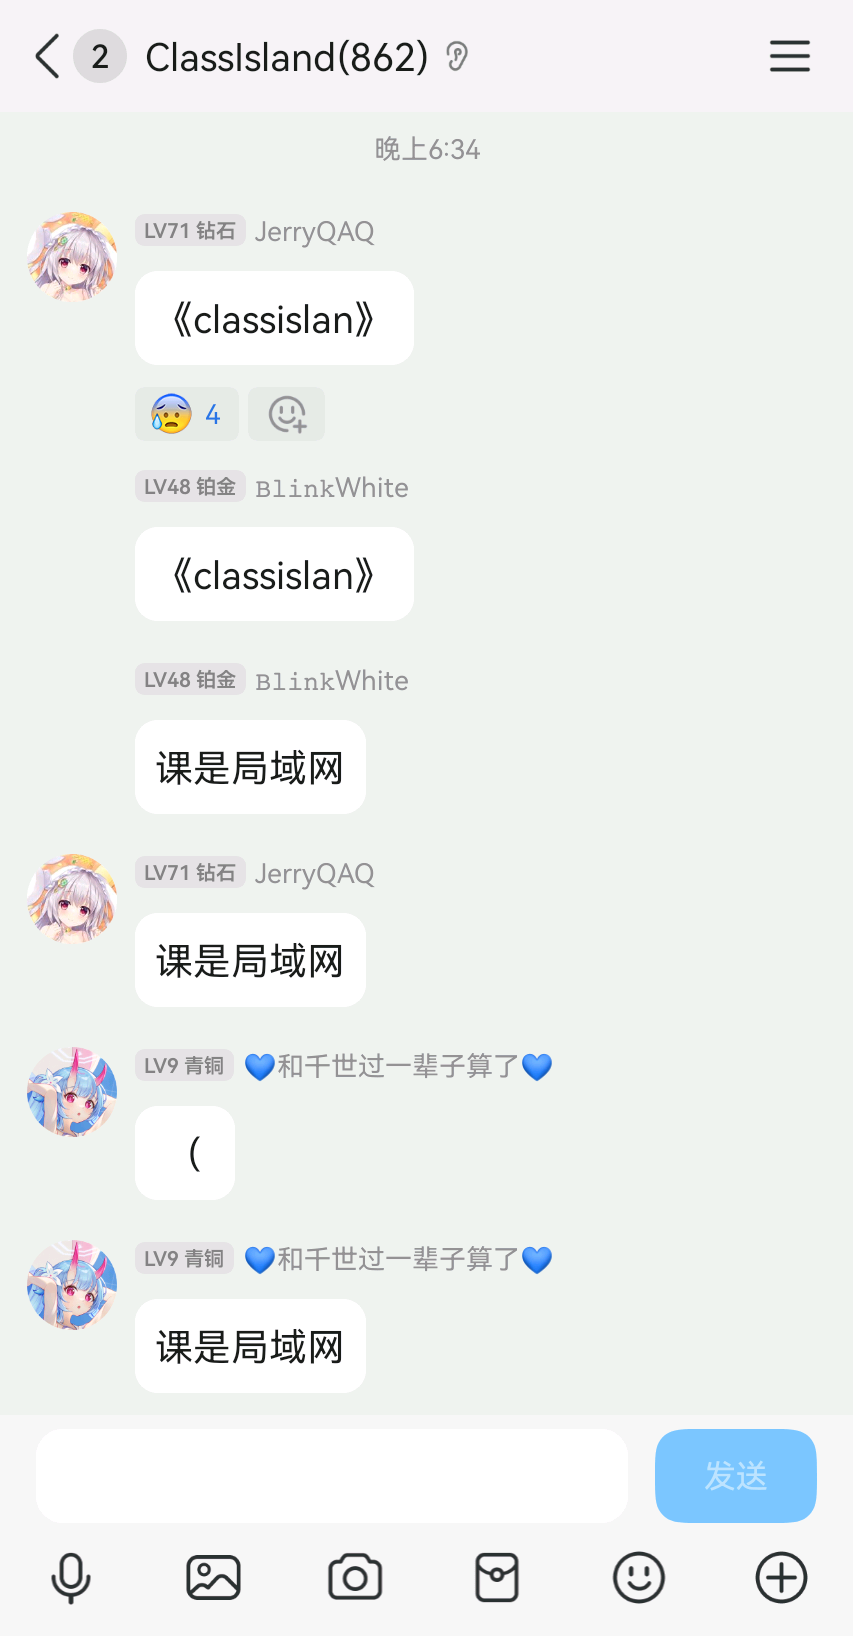 2 ClassIsland(862)
晚上6:34
LV71 钻石 JerryQAQ
《classislan》
4
LV48 铂金 BlinkWhite
《classislan》
LV48 铂金 BlinkWhite
课是局域网
LV71 钻石 JerryQAQ
课是局域网
LV9 青铜 💙和千世过一辈子算了💙
（
LV9 青铜 💙和千世过一辈子算了💙
课是局域网
发送